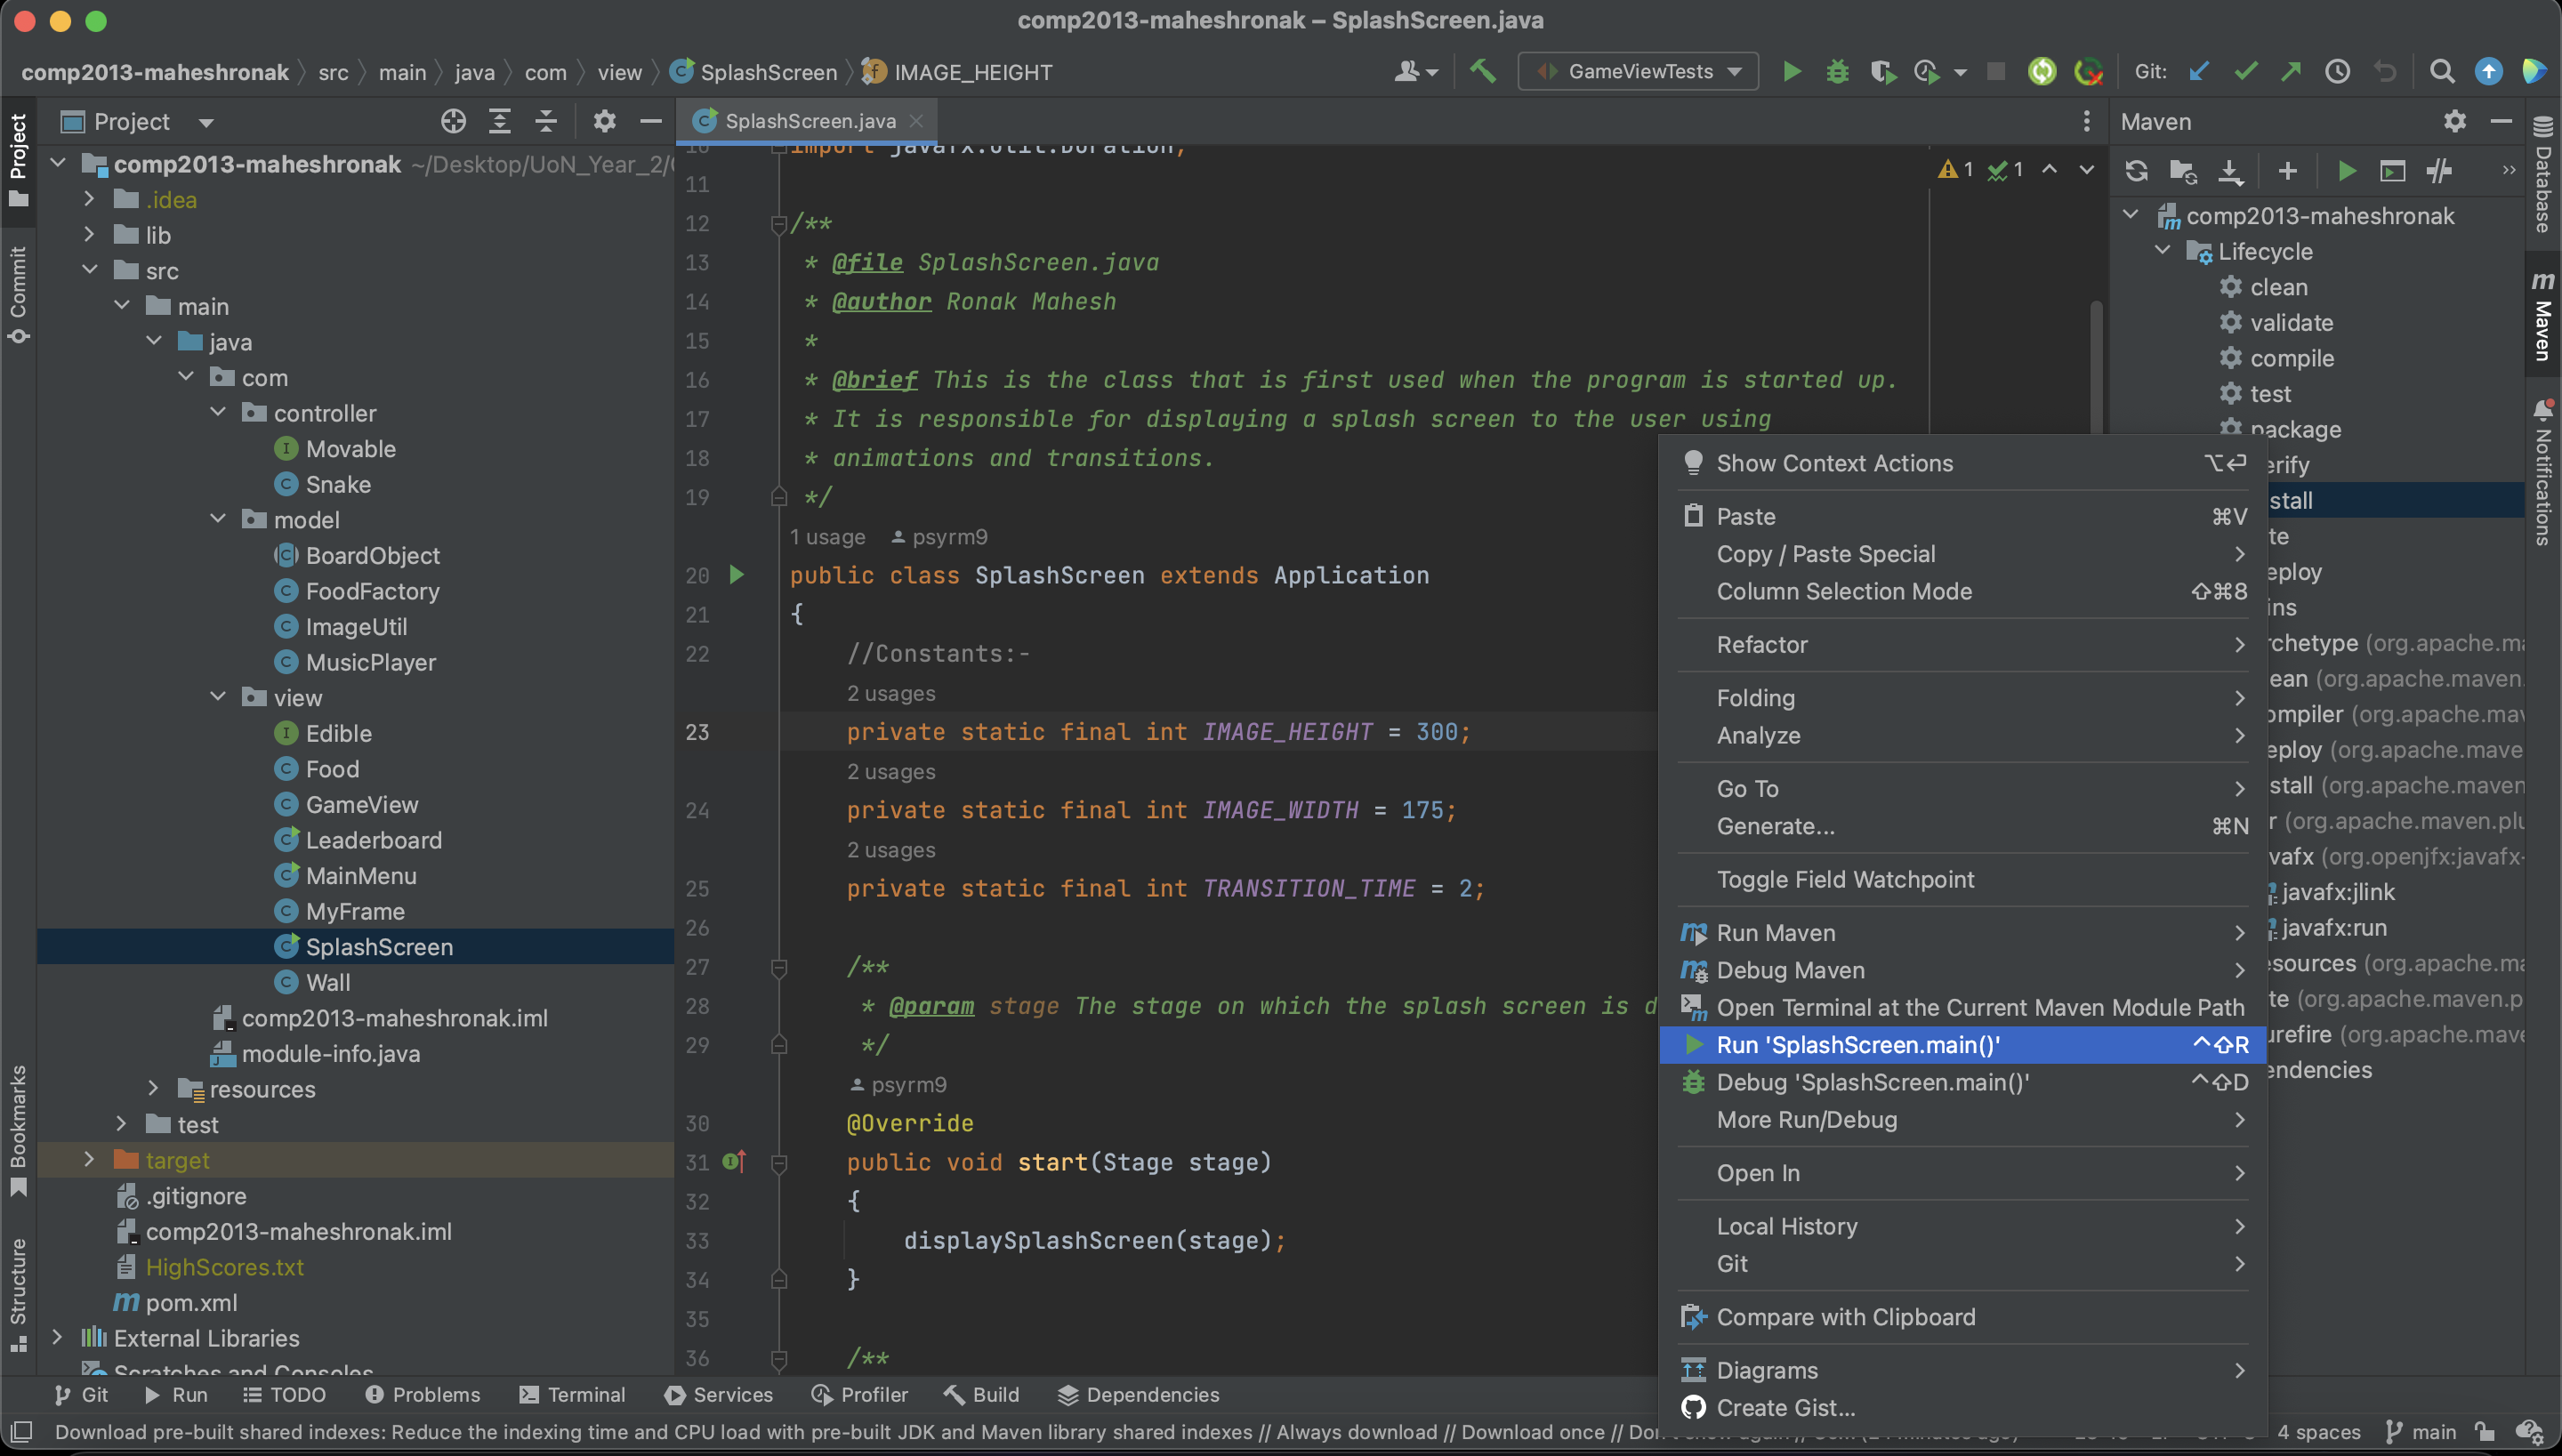 comp2013-maheshronak – SplashScreen.java
comp2013-maheshronak src main java com view SplashScreen IMAGE_HEIGHT
GameViewTests
Git:
Project
Commit
Bookmarks
Structure
Project
comp2013-maheshronak ~/Desktop/UoN_Year_2/
.idea
lib
src
main
java
com
controller
Movable
Snake
model
BoardObject
FoodFactory
ImageUtil
MusicPlayer
view
Edible
Food
GameView
Leaderboard
MainMenu
MyFrame
SplashScreen
Wall
comp2013-maheshronak.iml
module-info.java
resources
test
target
.gitignore
comp2013-maheshronak.iml
HighScores.txt
pom.xml
External Libraries
Scratches and Consoles
SplashScreen.java
1 1
10 import javafx.util.Duration;
11
12 /**
13 * @file SplashScreen.java
14 * @author Ronak Mahesh
15 *
16 * @brief This is the class that is first used when the program is started up.
17 * It is responsible for displaying a splash screen to the user using
18 * animations and transitions.
19 */
1 usage psyrm9
20 public class SplashScreen extends Application
21 {
22 //Constants:-
2 usages
23 private static final int IMAGE_HEIGHT = 300;
2 usages
24 private static final int IMAGE_WIDTH = 175;
2 usages
25 private static final int TRANSITION_TIME = 2;
26
27 /**
28 * @param stage The stage on which the splash screen is d
29 */
psyrm9
30 @Override
31 public void start(Stage stage)
32 {
33 displaySplashScreen(stage);
34 }
35
36 /**
Show Context Actions ⌥↩
Paste ⌘V
Copy / Paste Special
Column Selection Mode ⇧⌘8
Refactor
Folding
Analyze
Go To
Generate... ⌘N
Toggle Field Watchpoint
Run Maven
Debug Maven
Open Terminal at the Current Maven Module Path
Run 'SplashScreen.main()' ^⇧R
Debug 'SplashScreen.main()' ^⇧D
More Run/Debug
Open In
Local History
Git
Compare with Clipboard
Diagrams
Create Gist...
Maven
comp2013-maheshronak
Lifecycle
clean
validate
compile
test
package
erify
stall
te
eploy
ins
rchetype (org.apache.ma
ean (org.apache.maven.
ompiler (org.apache.mav
eploy (org.apache.mave
stall (org.apache.maven
r (org.apache.maven.plu
vafx (org.openjfx:javafx-
javafx:jlink
javafx:run
esources (org.apache.ma
te (org.apache.maven.p
urefire (org.apache.mave
endencies
Database
m
Maven
Notifications
Git Run TODO Problems Terminal Services Profiler Build Dependencies
Download pre-built shared indexes: Reduce the indexing time and CPU load with pre-built JDK and Maven library shared indexes // Always download // Download once // Don't show again
4 spaces main